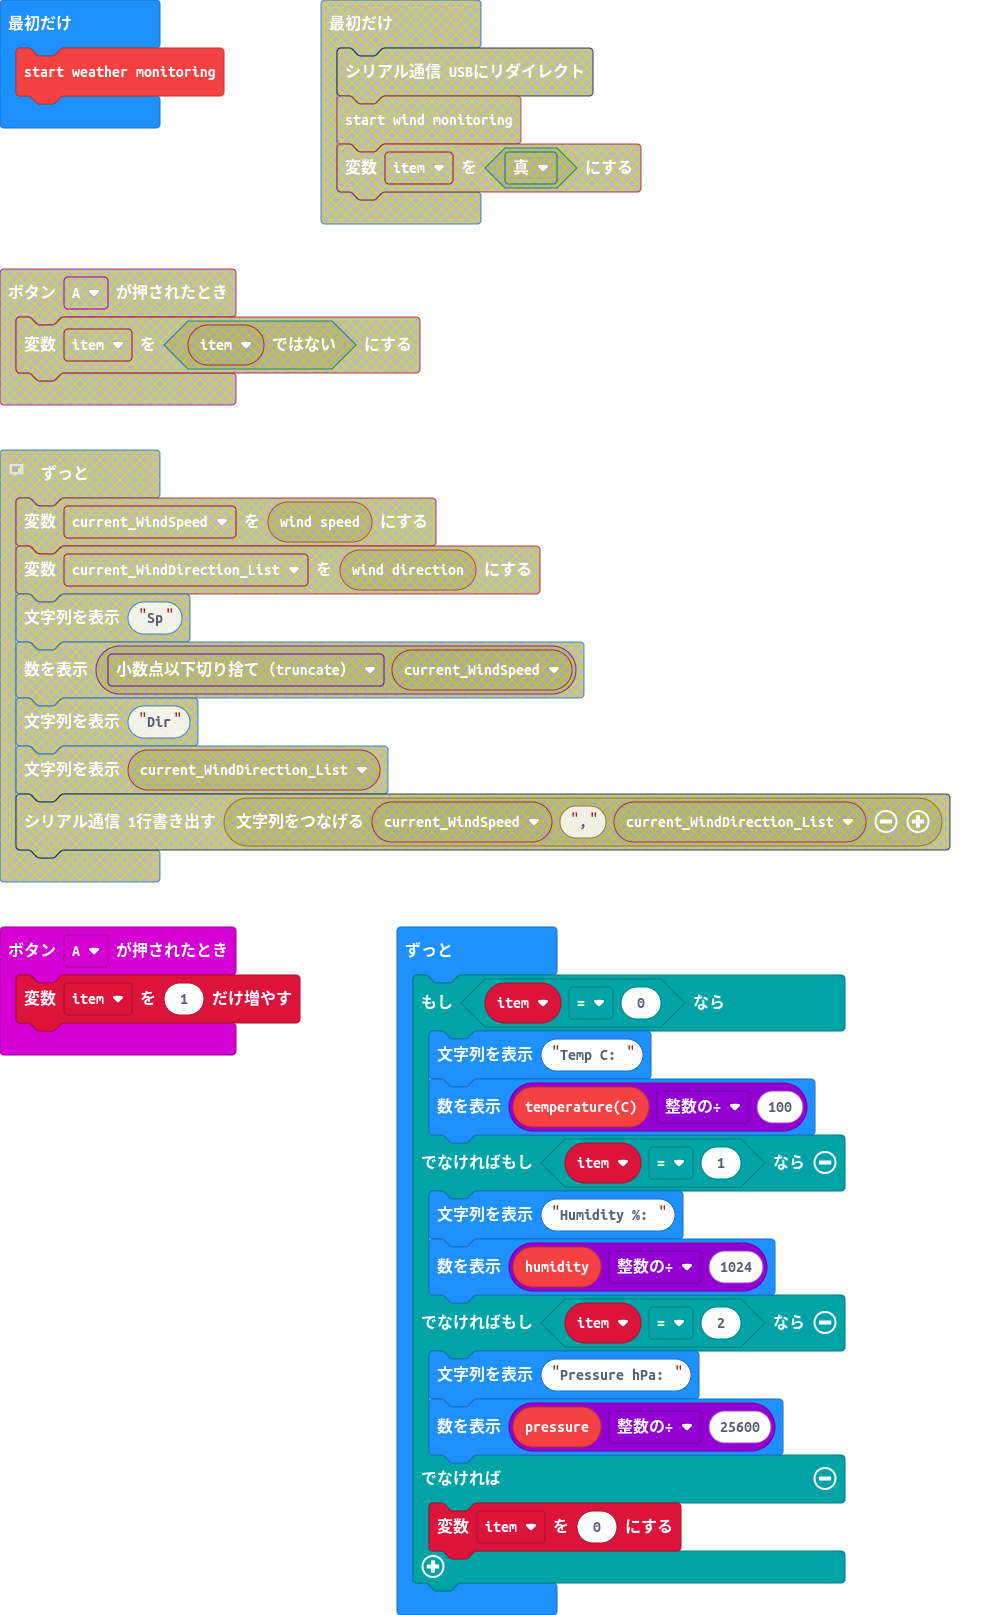 最初だけ
start weather monitoring
最初だけ
シリアル通信 USBにリダイレクト
start wind monitoring
変数 item を 真 にする
ボタン A が押されたとき
変数 item を item ではない にする
ずっと
変数 current_WindSpeed を wind speed にする
変数 current_WindDirection_List を wind direction にする
文字列を表示 "Sp"
数を表示 小数点以下切り捨て（truncate） current_WindSpeed
文字列を表示 "Dir"
文字列を表示 current_WindDirection_List
シリアル通信 1行書き出す 文字列をつなげる current_WindSpeed "," current_WindDirection_List
ボタン A が押されたとき
変数 item を 1 だけ増やす
ずっと
もし item = 0 なら
文字列を表示 "Temp C: "
数を表示 temperature(C) 整数の÷ 100
でなければもし item = 1 なら
文字列を表示 "Humidity %: "
数を表示 humidity 整数の÷ 1024
でなければもし item = 2 なら
文字列を表示 "Pressure hPa: "
数を表示 pressure 整数の÷ 25600
でなければ
変数 item を 0 にする